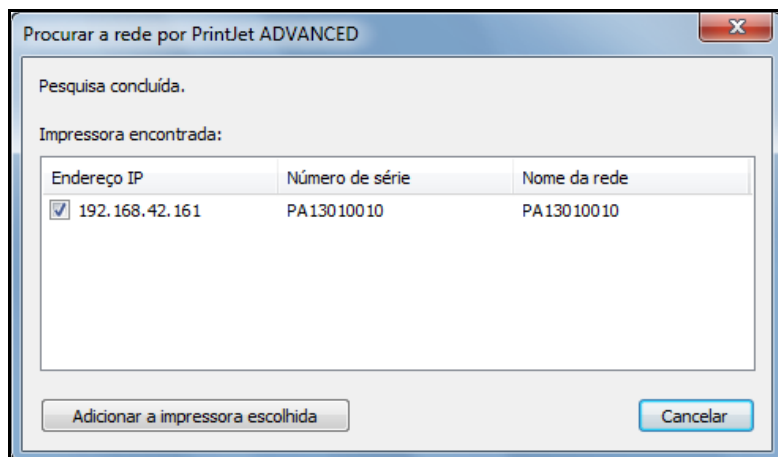 Procurar a rede por PrintJet ADVANCED
Pesquisa concluída.
Impressora encontrada:
Endereço IP Número de série Nome da rede
192.168.42.161 PA13010010 PA13010010
Adicionar a impressora escolhida Cancelar